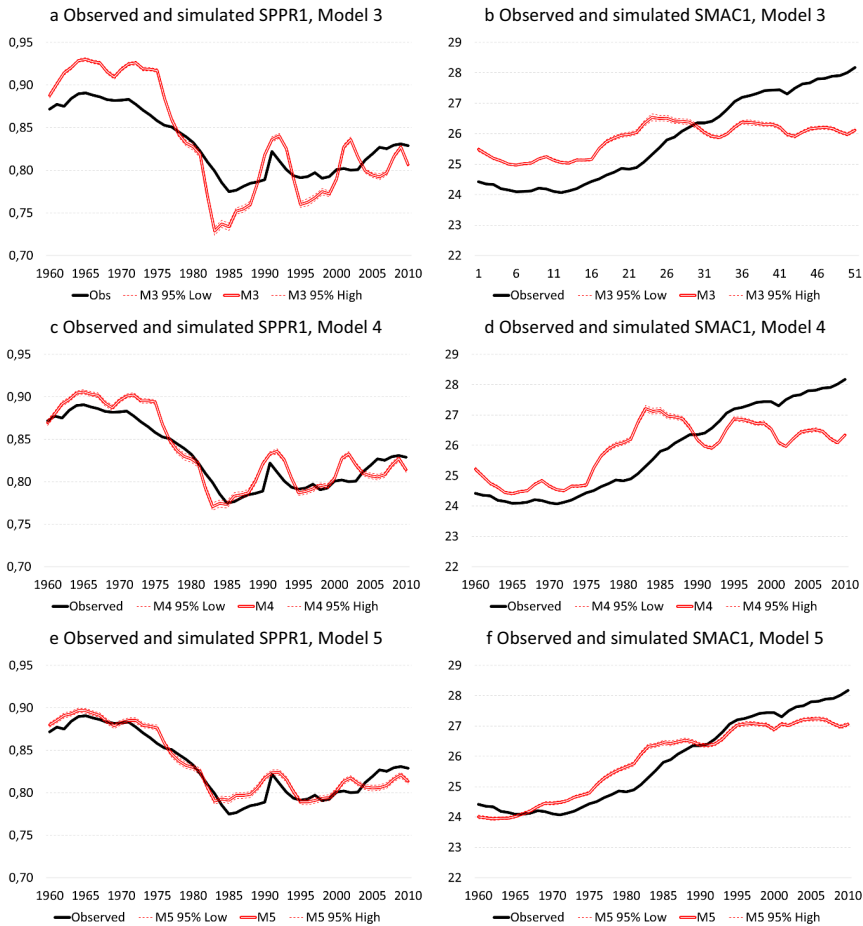 a Observed and simulated SPPR1, Model 3
0,95
0,90
0,85
0,80
0,75
0,70
1960 1965 1970 1975 1980 1985 1990 1995 2000 2005 2010
Obs M3 95% Low M3 M3 95% High
b Observed and simulated SMAC1, Model 3
29
28
27
26
25
24
23
22
1 6 11 16 21 26 31 36 41 46 51
Observed M3 95% Low M3 M3 95% High
c Observed and simulated SPPR1, Model 4
0,95
0,90
0,85
0,80
0,75
0,70
1960 1965 1970 1975 1980 1985 1990 1995 2000 2005 2010
Observed M4 95% Low M4 M4 95% High
d Observed and simulated SMAC1, Model 4
29
28
27
26
25
24
23
22
1960 1965 1970 1975 1980 1985 1990 1995 2000 2005 2010
Observed M4 95% Low M4 M4 95% High
e Observed and simulated SPPR1, Model 5
0,95
0,90
0,85
0,80
0,75
0,70
1960 1965 1970 1975 1980 1985 1990 1995 2000 2005 2010
Observed M5 95% Low M5 M5 95% High
f Observed and simulated SMAC1, Model 5
29
28
27
26
25
24
23
22
1960 1965 1970 1975 1980 1985 1990 1995 2000 2005 2010
Observed M5 95% Low M5 M5 95% High